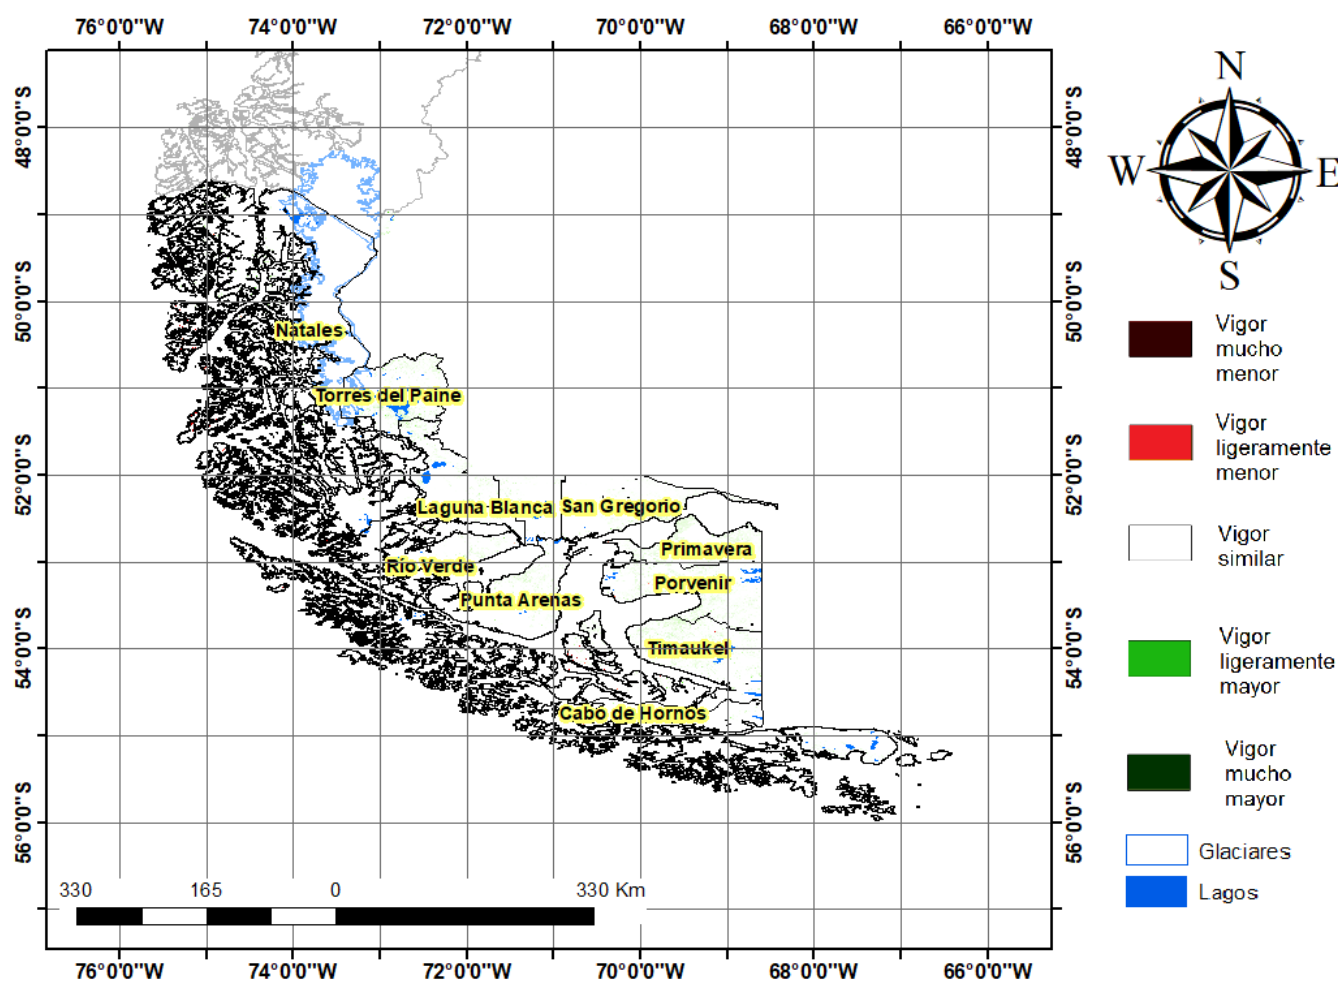 76°0'0"W 74°0'0"W 72°0'0"W 70°0'0"W 68°0'0"W 66°0'0"W
48°0'0"S
50°0'0"S
52°0'0"S
54°0'0"S
56°0'0"S
48°0'0"S
50°0'0"S
52°0'0"S
54°0'0"S
56°0'0"S
Natales
Torres del Paine
Laguna Blanca San Gregorio
Primavera
Río Verde
Porvenir
Punta Arenas
Timaukel
Cabo de Hornos
330 165 0 330 Km
76°0'0"W 74°0'0"W 72°0'0"W 70°0'0"W 68°0'0"W 66°0'0"W
N
W E
S
Vigor
mucho
menor
Vigor
ligeramente
menor
Vigor
similar
Vigor
ligeramente
mayor
Vigor
mucho
mayor
Glaciares
Lagos